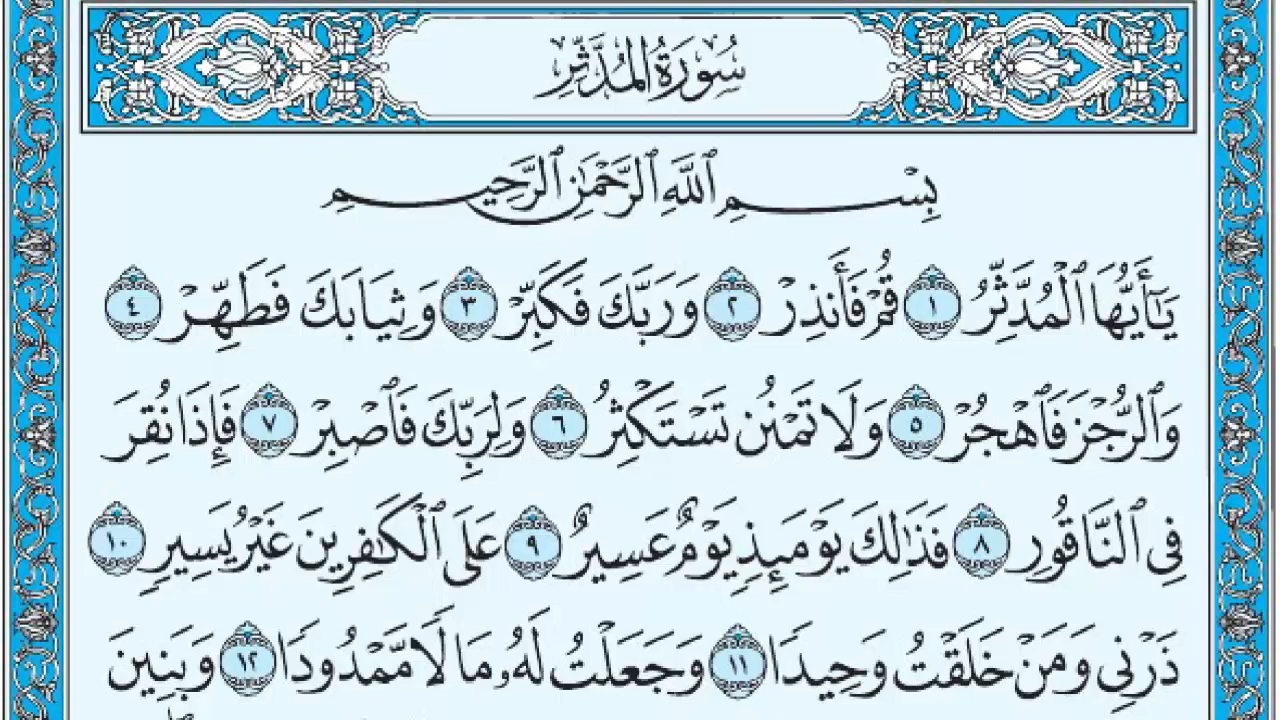 سُورَةُ المُدَّثِّرِ
بِسْمِ ٱللَّهِ ٱلرَّحْمَٰنِ ٱلرَّحِيمِ
يَٰٓأَيُّهَا ٱلْمُدَّثِّرُ ١ قُمْ فَأَنذِرْ ٢ وَرَبَّكَ فَكَبِّرْ ٣ وَثِيَابَكَ فَطَهِّرْ ٤
وَٱلرُّجْزَ فَٱهْجُرْ ٥ وَلَا تَمْنُن تَسْتَكْثِرُ ٦ وَلِرَبِّكَ فَٱصْبِرْ ٧ فَإِذَا نُقِرَ
فِي ٱلنَّاقُورِ ٨ فَذَٰلِكَ يَوْمَئِذٍ يَوْمٌ عَسِيرٌ ٩ عَلَى ٱلْكَٰفِرِينَ غَيْرُ يَسِيرٍ ١٠
ذَرْنِي وَمَنْ خَلَقْتُ وَحِيدًا ١١ وَجَعَلْتُ لَهُۥ مَالًا مَّمْدُودًا ١٢ وَبَنِينَ